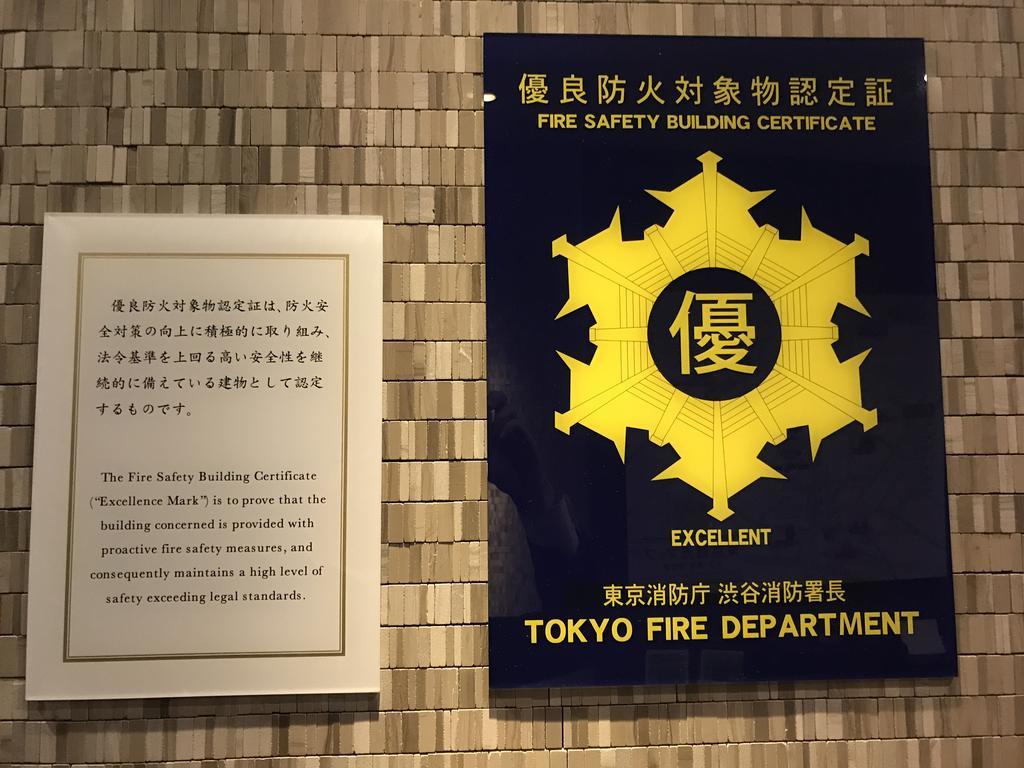 優良防火対象物認定証は、防火安
全対策の向上に積極的に取り組み、
法令基準を上回る高い安全性を継
続的に備えている建物として認定
するものです。
The Fire Safety Building Certificate
("Excellence Mark") is to prove that the
building concerned is provided with
proactive fire safety measures, and
consequently maintains a high level of
safety exceeding legal standards.
優良防火対象物認定証
FIRE SAFETY BUILDING CERTIFICATE
優
EXCELLENT
東京消防庁 渋谷消防署長
TOKYO FIRE DEPARTMENT